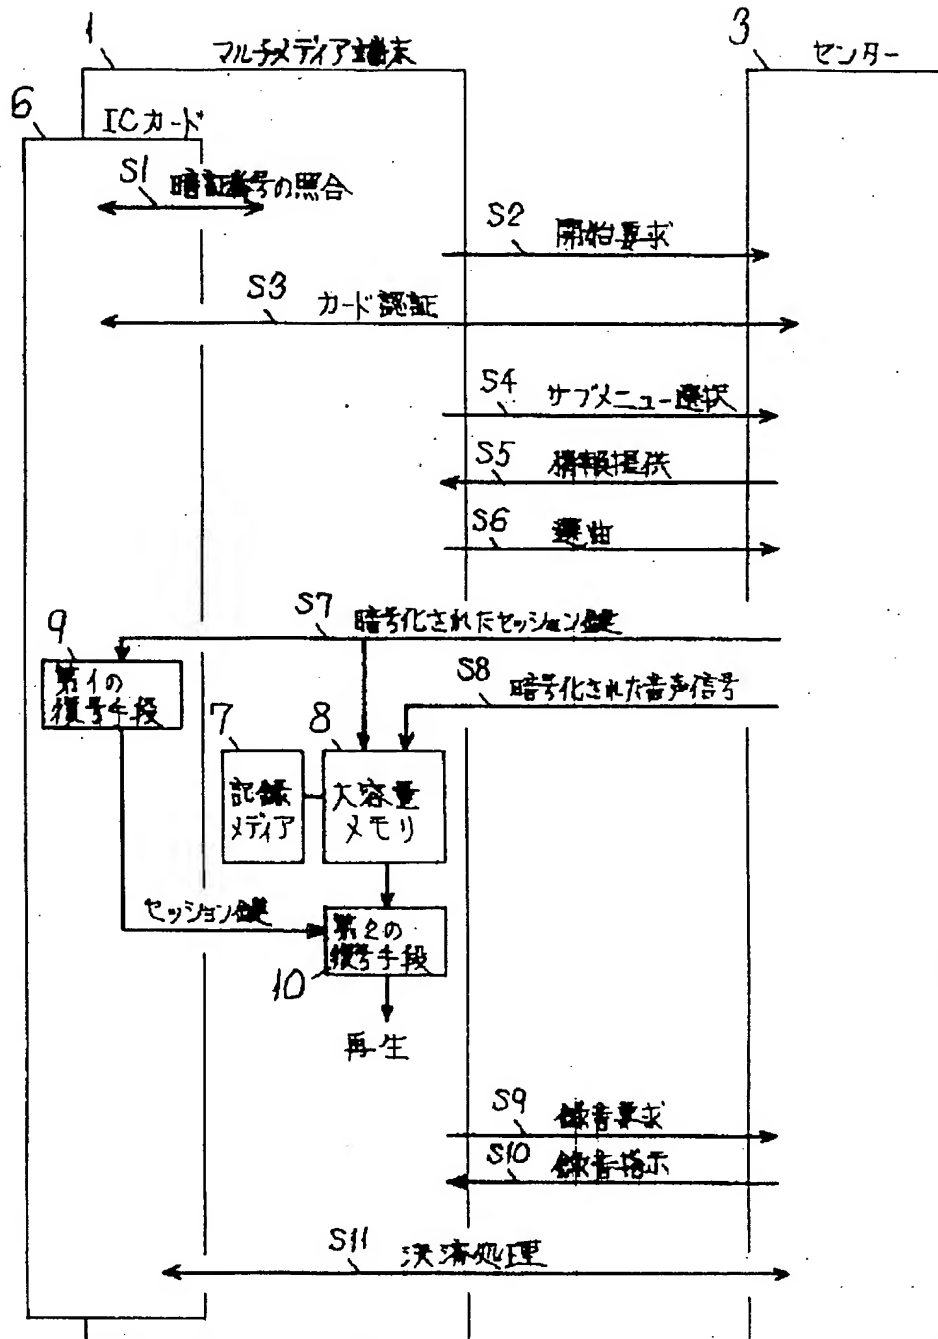 1
マルチメディア端末
3
センター
6
ICカード
S1
暗証番号の照合
S2
開始要求
S3
カード認証
S4
サブメニュー選択
S5
情報提供
S6
選曲
S7
暗号化されたセッション鍵
9
第1の
復号手段
S8
暗号化された音声信号
7
8
記録
メディア
大容量
メモリ
セッション鍵
第2の
復号手段
10
再生
S9
録音要求
S10
録音指示
S11
決済処理